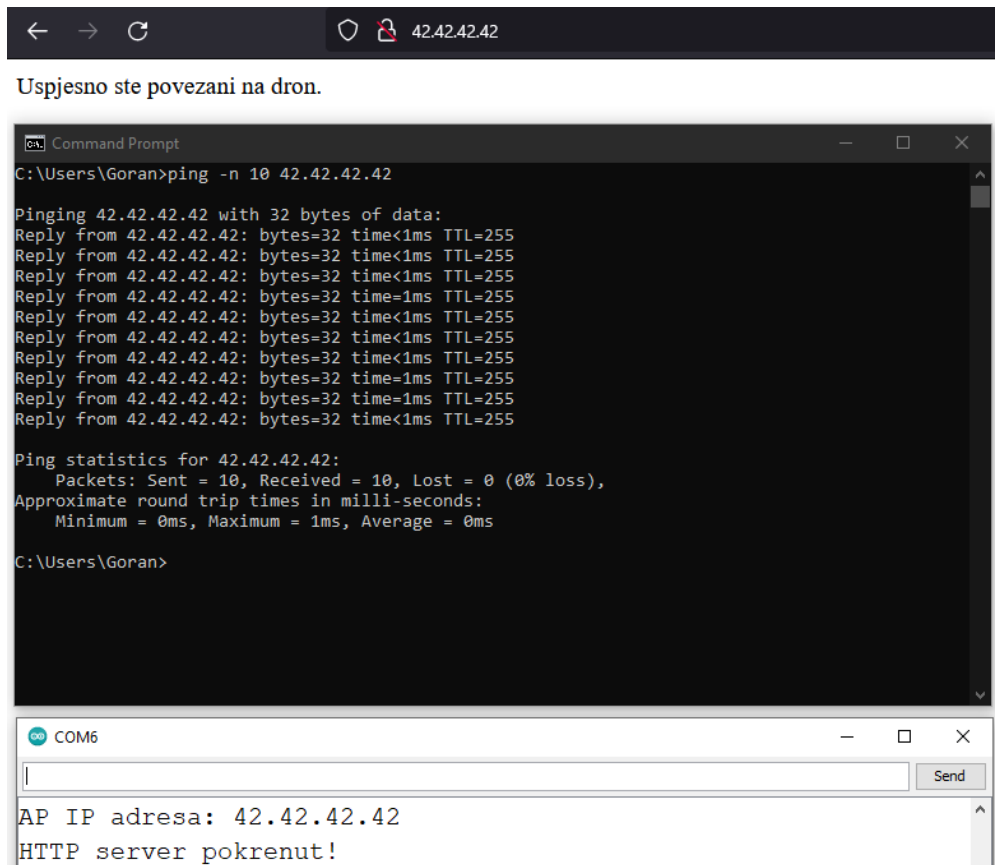 42.42.42.42
Uspjesno ste povezani na dron.
Command Prompt
C:\Users\Goran>ping -n 10 42.42.42.42
Pinging 42.42.42.42 with 32 bytes of data:
Reply from 42.42.42.42: bytes=32 time<1ms TTL=255
Reply from 42.42.42.42: bytes=32 time<1ms TTL=255
Reply from 42.42.42.42: bytes=32 time<1ms TTL=255
Reply from 42.42.42.42: bytes=32 time=1ms TTL=255
Reply from 42.42.42.42: bytes=32 time<1ms TTL=255
Reply from 42.42.42.42: bytes=32 time<1ms TTL=255
Reply from 42.42.42.42: bytes=32 time<1ms TTL=255
Reply from 42.42.42.42: bytes=32 time=1ms TTL=255
Reply from 42.42.42.42: bytes=32 time=1ms TTL=255
Reply from 42.42.42.42: bytes=32 time<1ms TTL=255
Ping statistics for 42.42.42.42:
Packets: Sent = 10, Received = 10, Lost = 0 (0% loss),
Approximate round trip times in milli-seconds:
Minimum = 0ms, Maximum = 1ms, Average = 0ms
C:\Users\Goran>
COM6
Send
AP IP adresa: 42.42.42.42
HTTP server pokrenut!